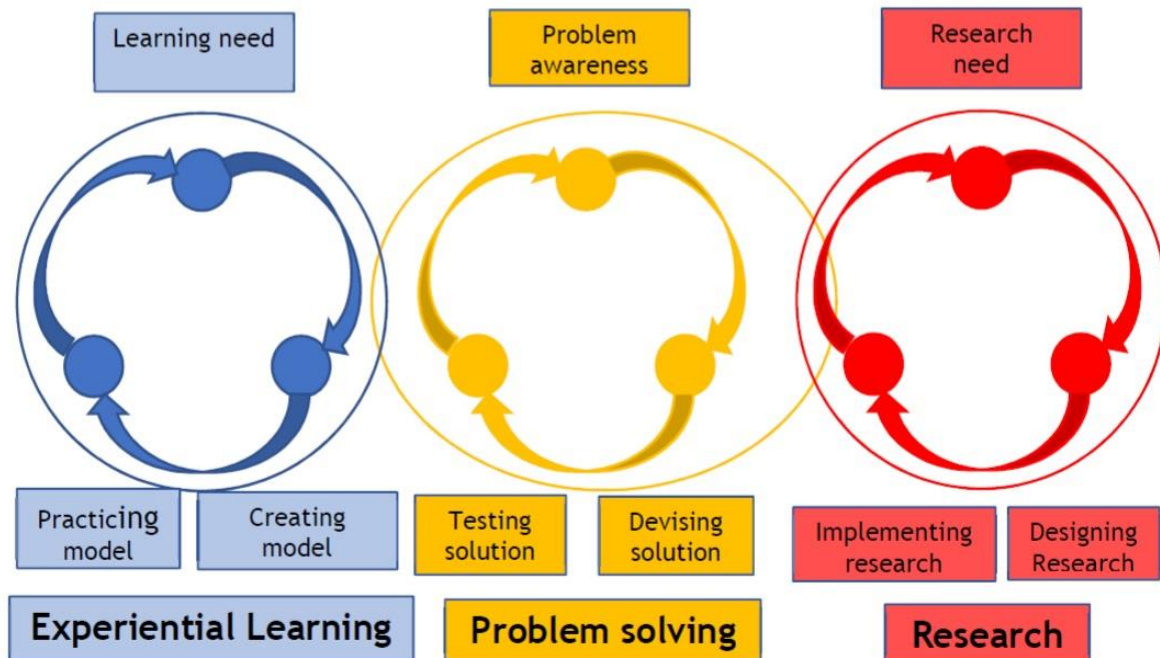 Learning need
Problem
awareness
Research
need
Practicing
model
Creating
model
Testing
solution
Devising
solution
Implementing
research
Designing
Research
Experiential Learning
Problem solving
Research